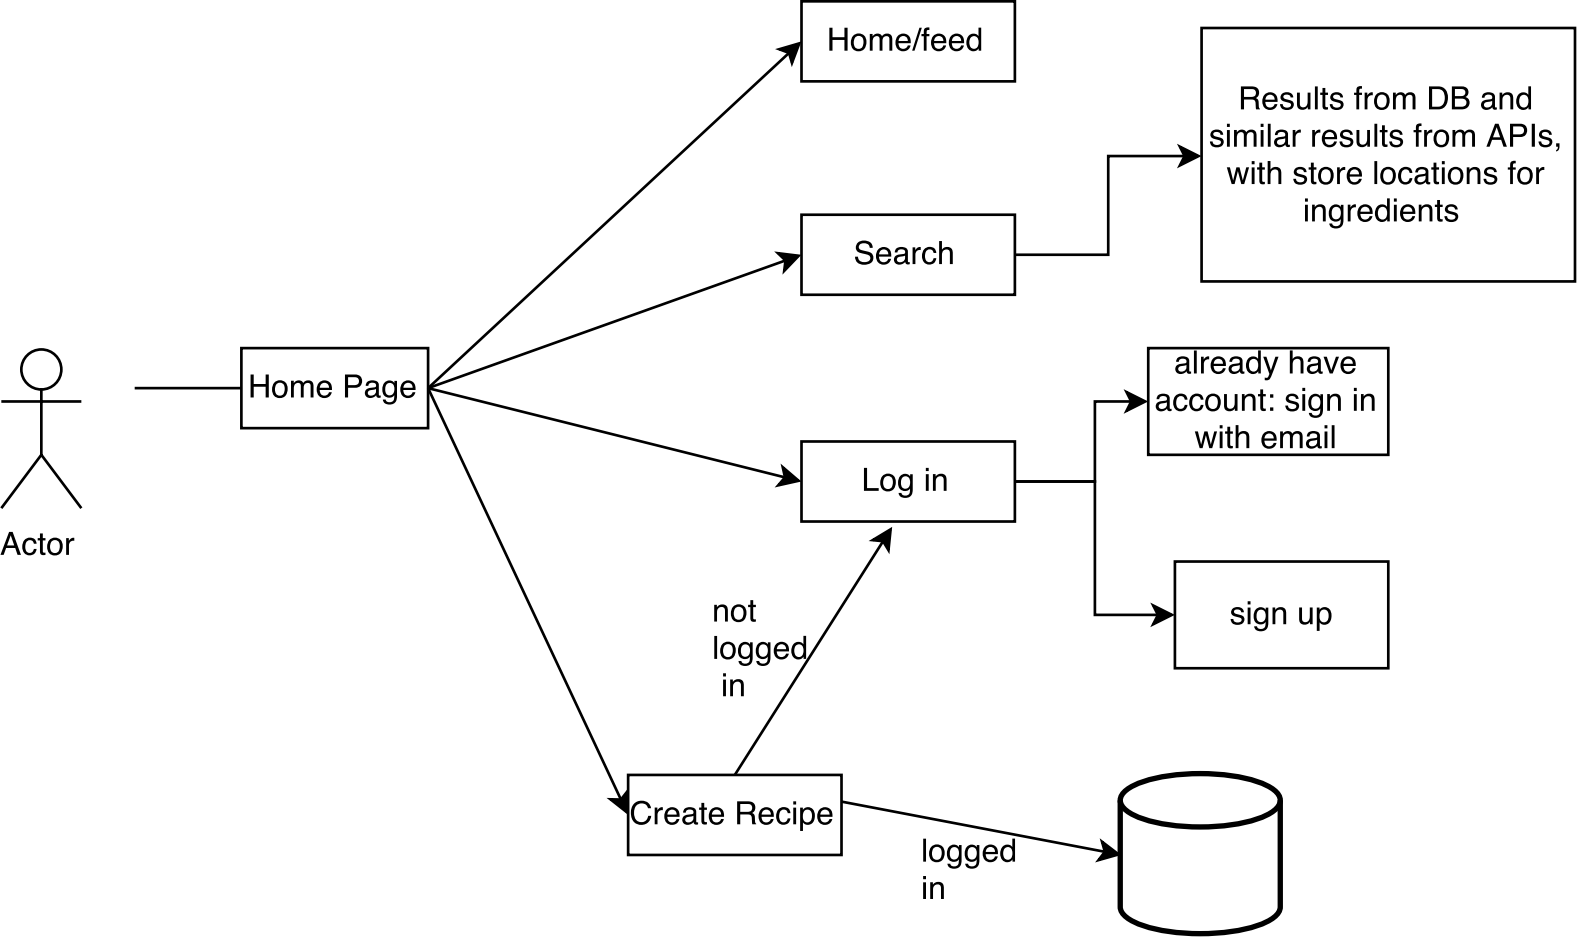 Home/feed
Results from DB and
similar results from APIs,
with store locations for
ingredients
Search
Home Page
already have
account: sign in
with email
Log in
Actor
not
logged
in
sign up
Create Recipe
logged
in